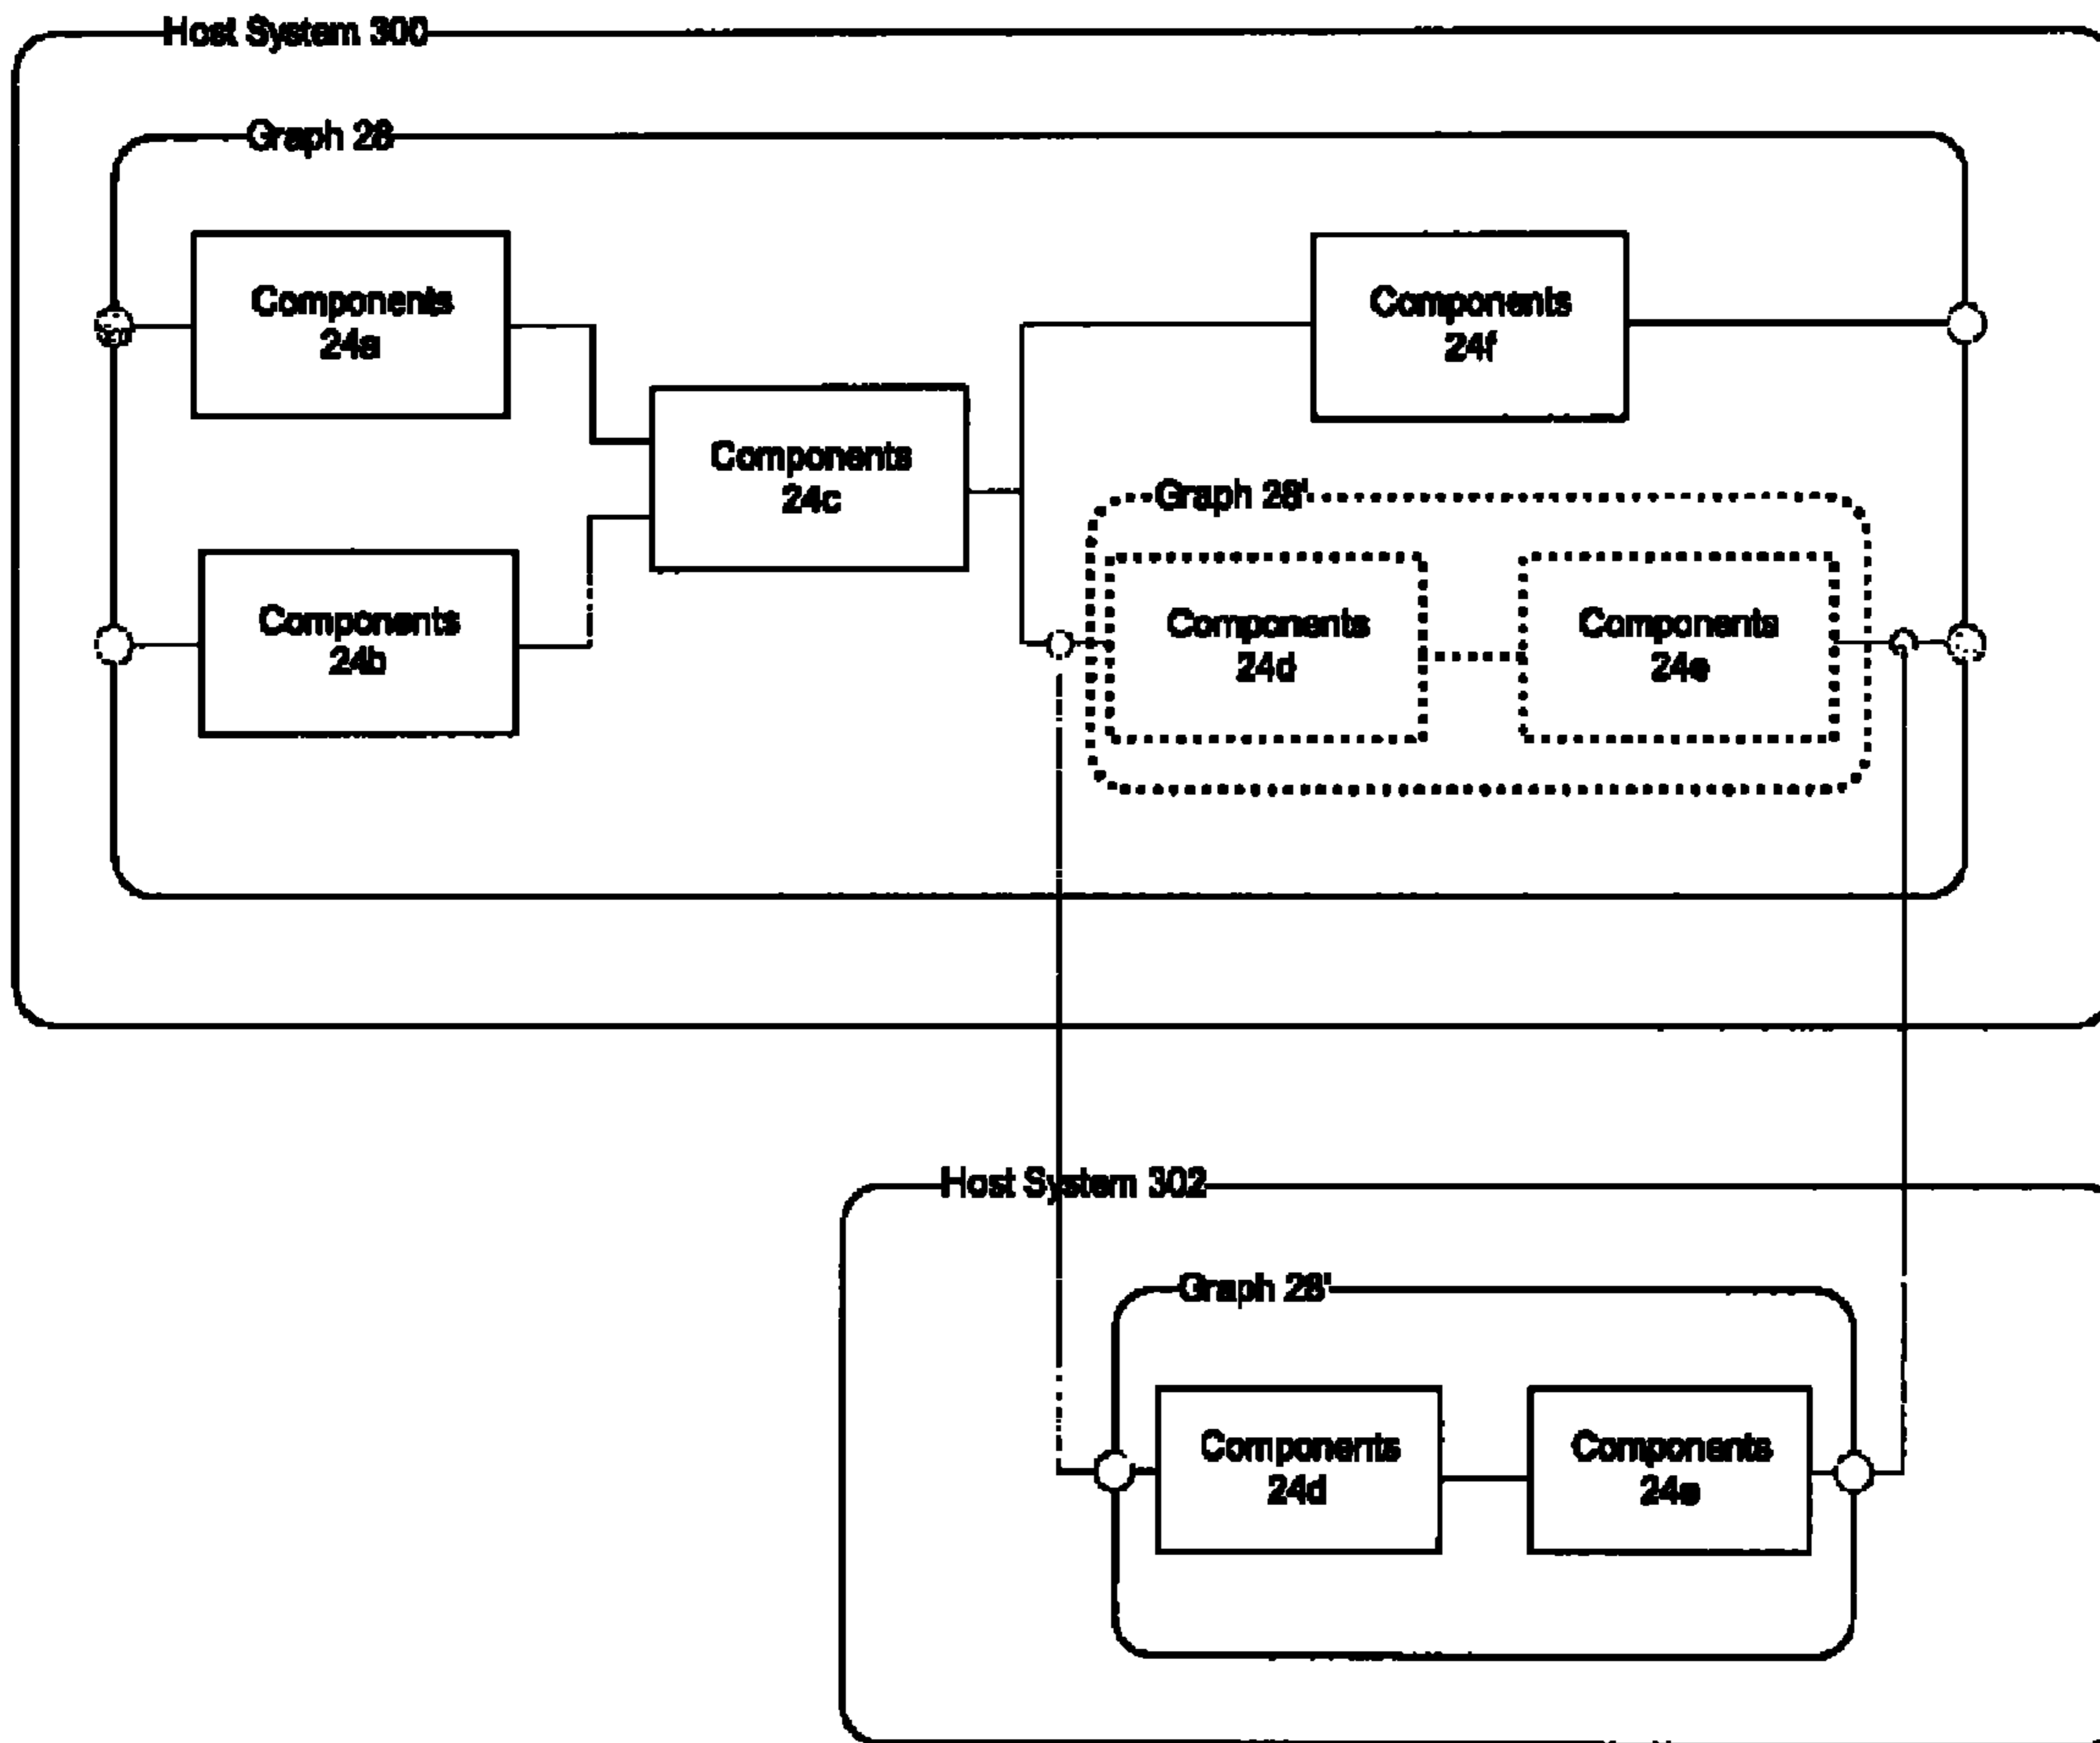 Host System 300
Graph 28
Components
24a
Components
24f
Components
24c
Graph 28'
Components
24b
Components
24d
Components
24e
Host System 302
Graph 28'
Components
24d
Components
24e